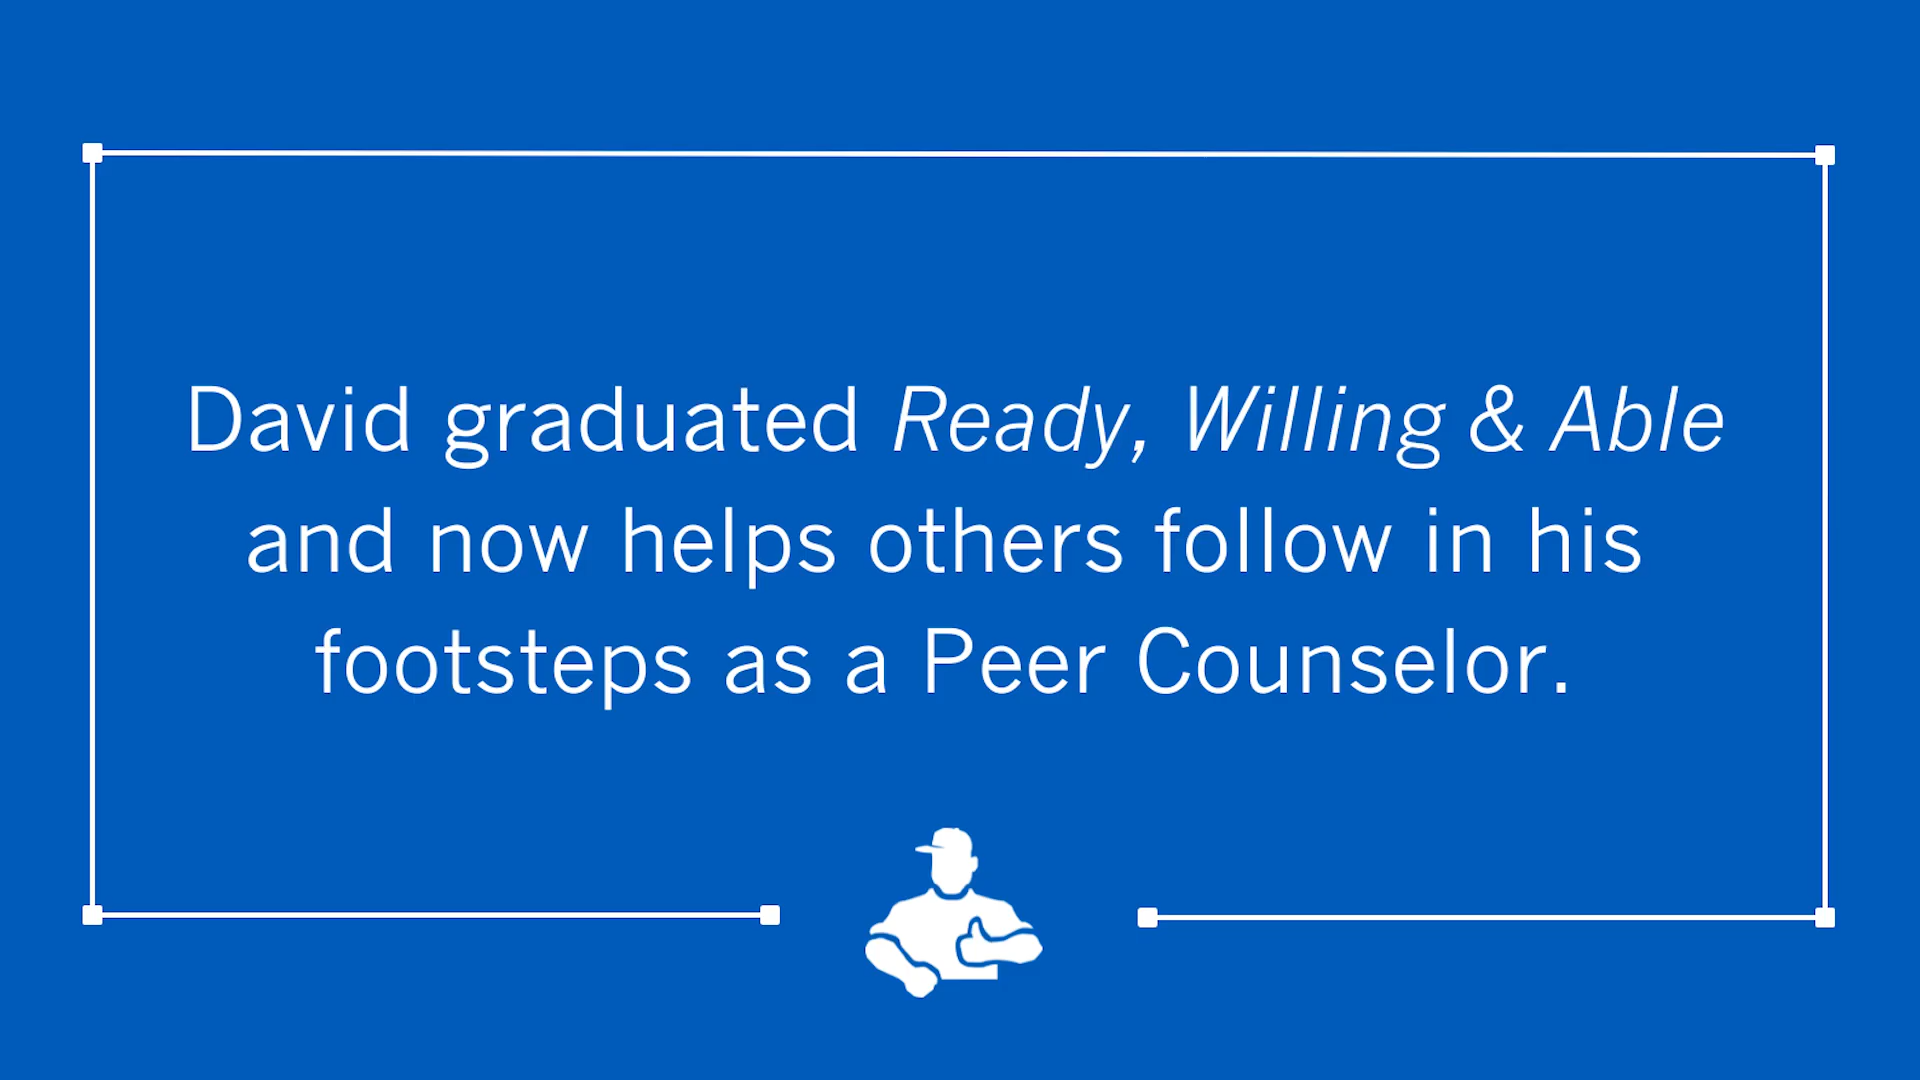 David graduated Ready, Willing & Able
and now helps others follow in his
footsteps as a Peer Counselor.